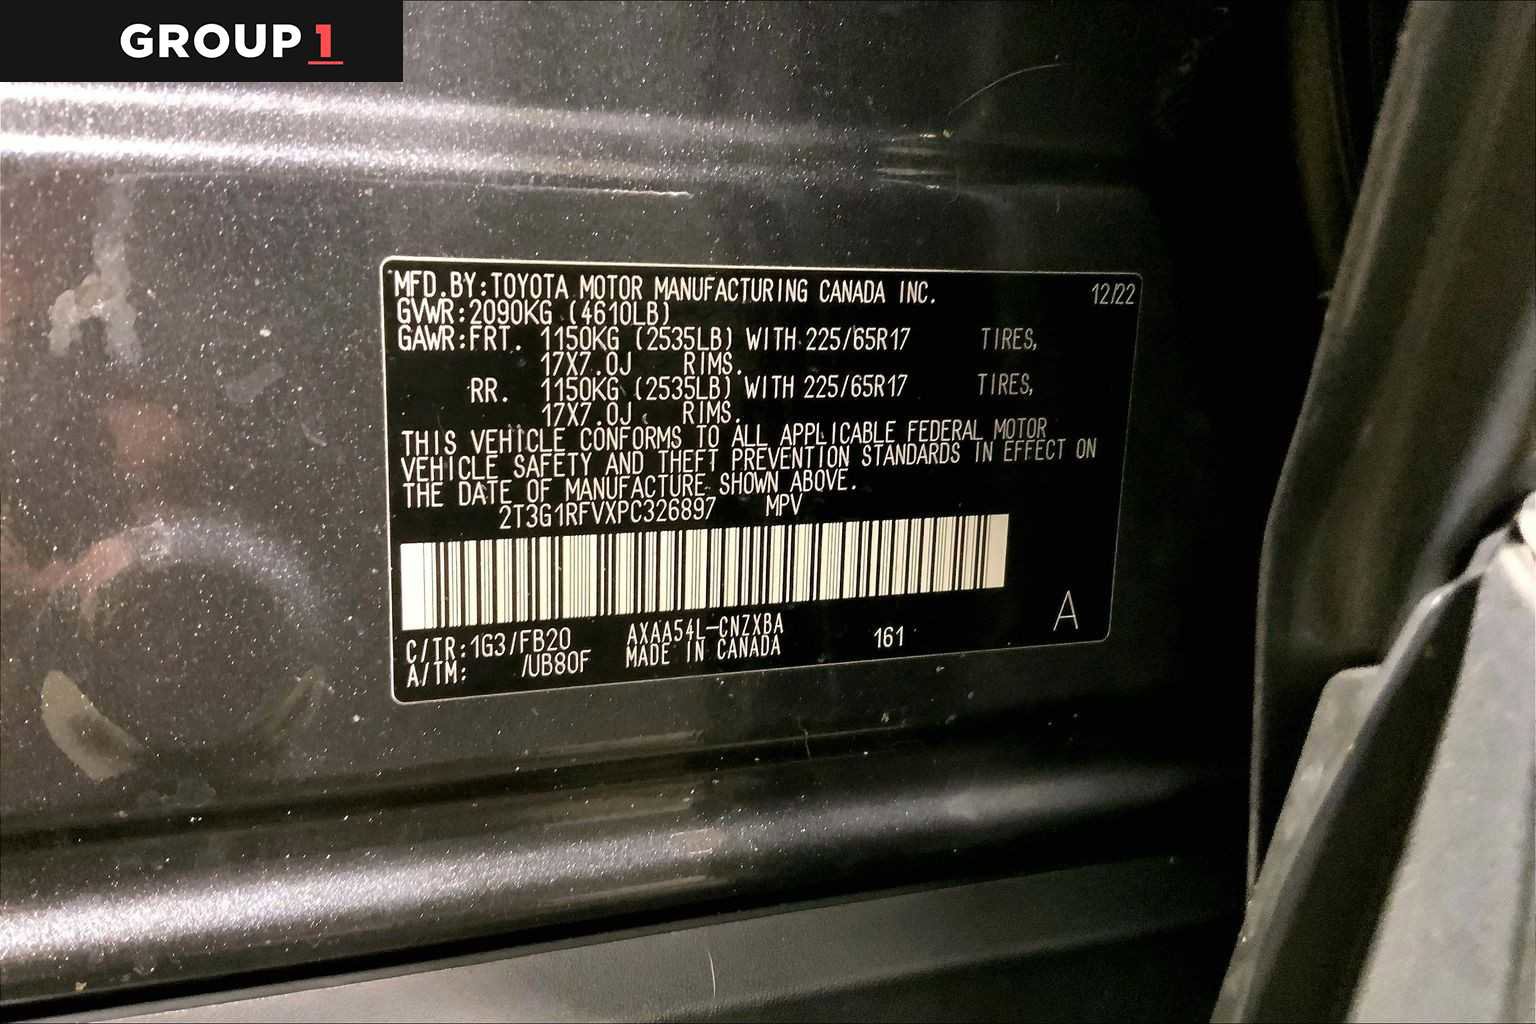 GROUP 1
MFD.BY:TOYOTA MOTOR MANUFACTURING CANADA INC. 12/22
GVWR:2090KG (4610LB)
GAWR:FRT. 1150KG (2535LB) WITH 225/65R17 TIRES,
17X7.0J RIMS.
RR. 1150KG (2535LB) WITH 225/65R17 TIRES,
17X7.0J RIMS.
THIS VEHICLE CONFORMS TO ALL APPLICABLE FEDERAL MOTOR
VEHICLE SAFETY AND THEFT PREVENTION STANDARDS IN EFFECT ON
THE DATE OF MANUFACTURE SHOWN ABOVE.
2T3G1RFVXPC326897 MPV
C/TR:1G3/FB20 AXAA54L-CNZXBA 161 A
A/TM: /UB80F MADE IN CANADA